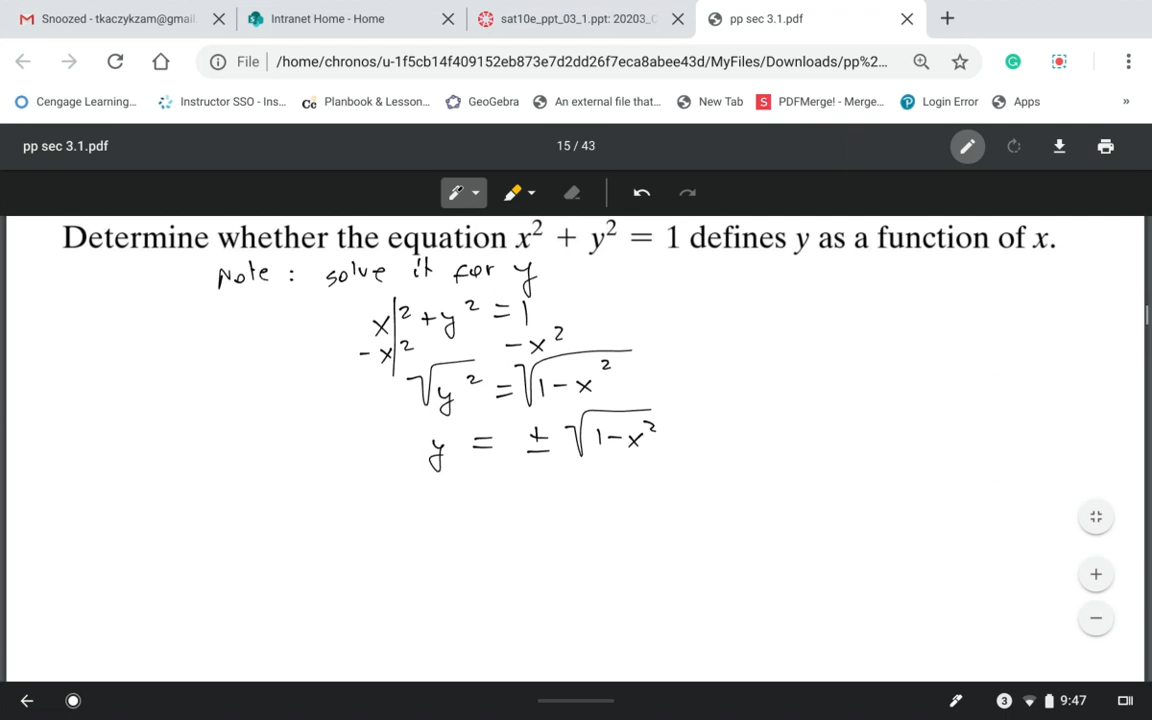 Snoozed - tkaczykzam@gmail.
Intranet Home - Home
sat10e_ppt_03_1.ppt: 20203_C
pp sec 3.1.pdf
File | /home/chronos/u-1f5cb14f409152eb873e7d2dd26f7eca8abee43d/MyFiles/Downloads/pp%2...
Cengage Learning...
Instructor SSO - Ins...
Cc Planbook & Lesson...
GeoGebra
An external file that...
New Tab
S PDFMerge! - Merge...
Login Error
Apps
»
pp sec 3.1.pdf
15 / 43
Determine whether the equation x² + y² = 1 defines y as a function of x.
Note : solve it for y
x² + y² = 1
- x² - x²
√y² = √1 - x²
y = ± √1 - x²
3 9:47